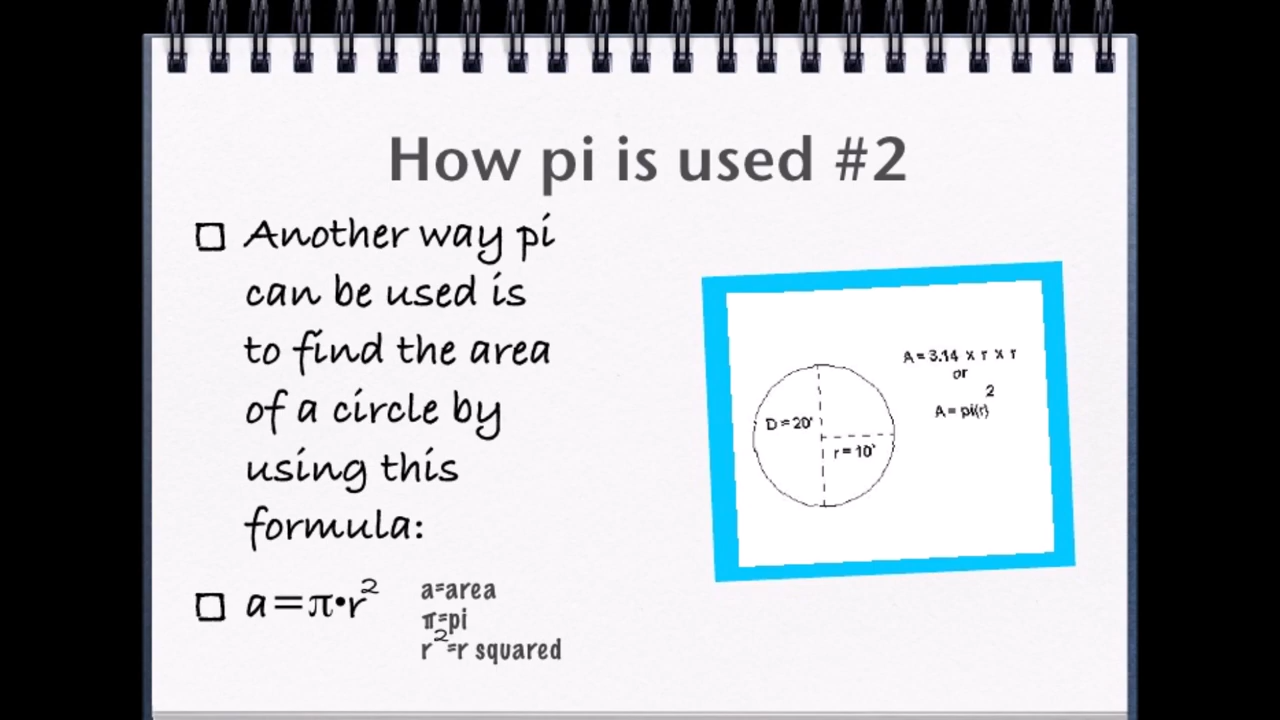 How pi is used #2
Another way pi
can be used is
to find the area
of a circle by
using this
formula:
a=π•r²
a=area
π=pi
r²=r squared
A=3.14 x r x r
or
A=pi(r)²
D=20'
r=10'